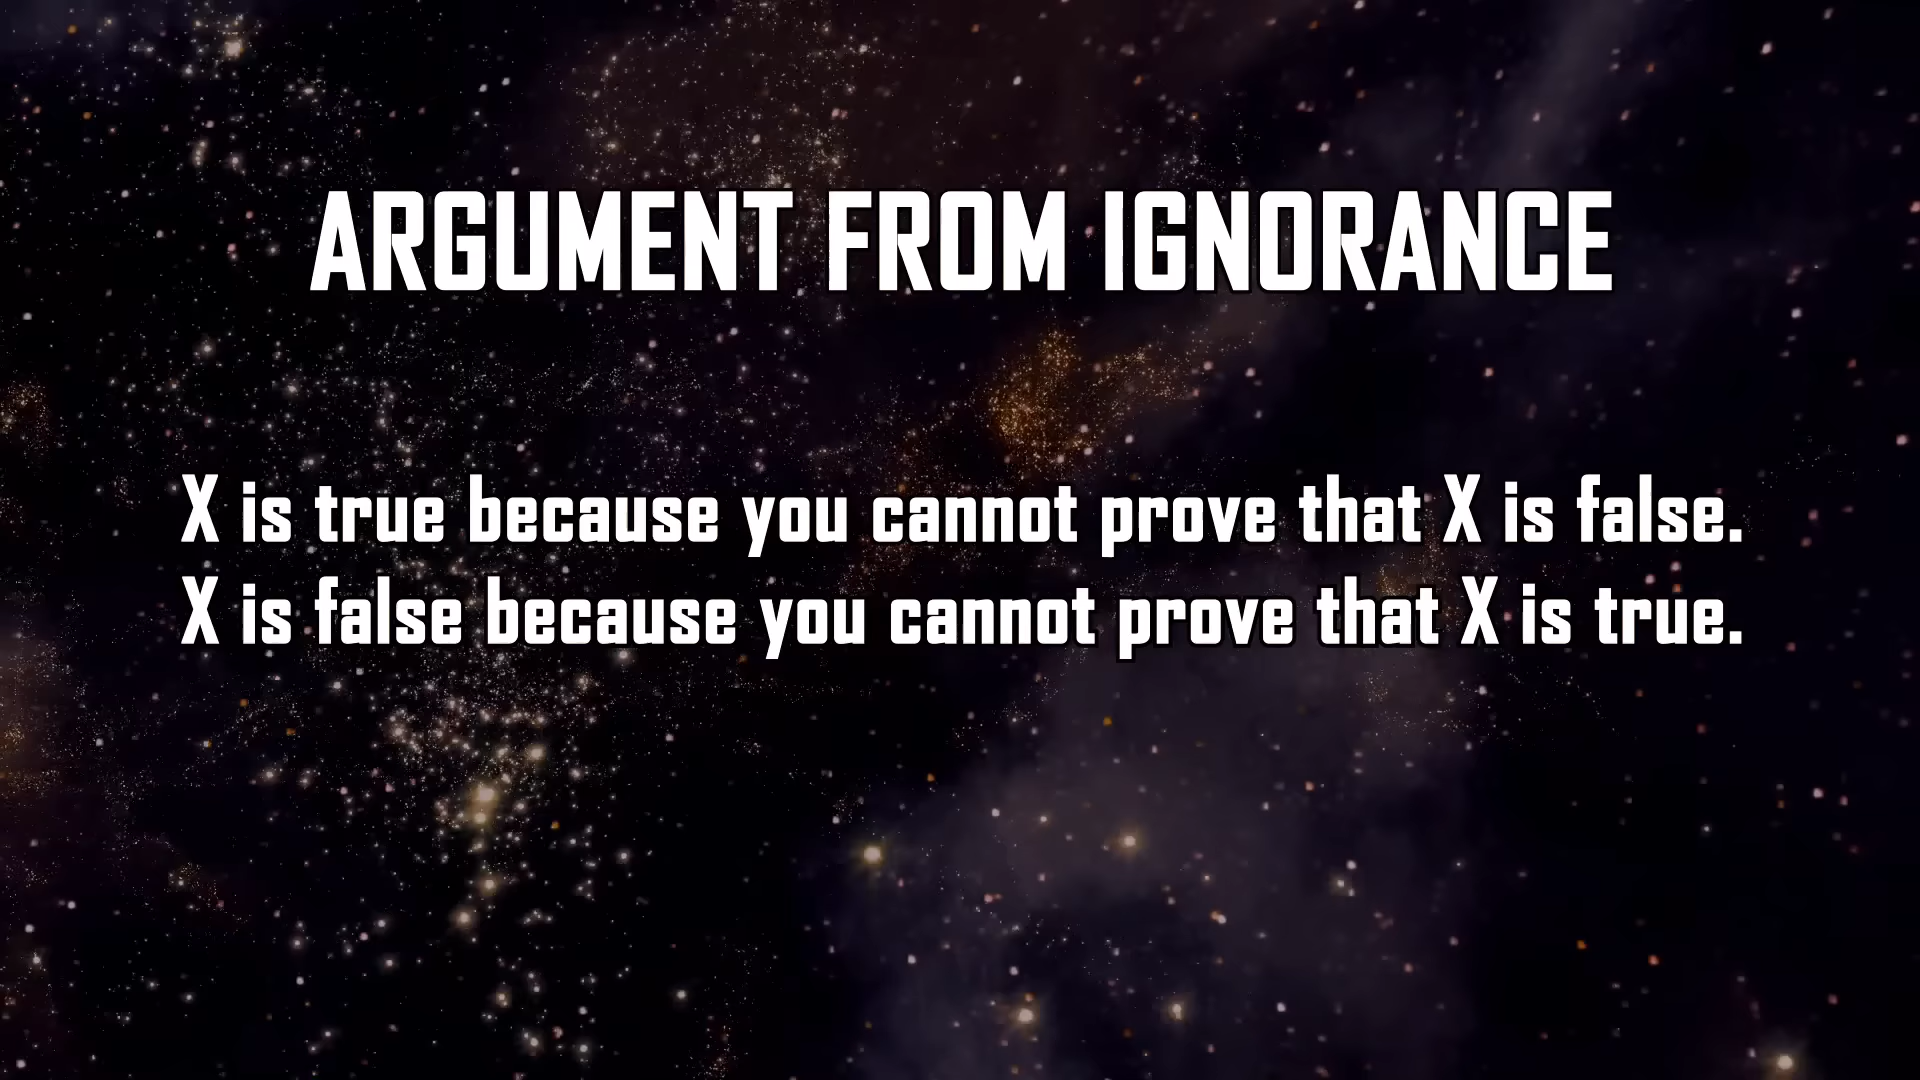 ARGUMENT FROM IGNORANCE
X is true because you cannot prove that X is false.
X is false because you cannot prove that X is true.